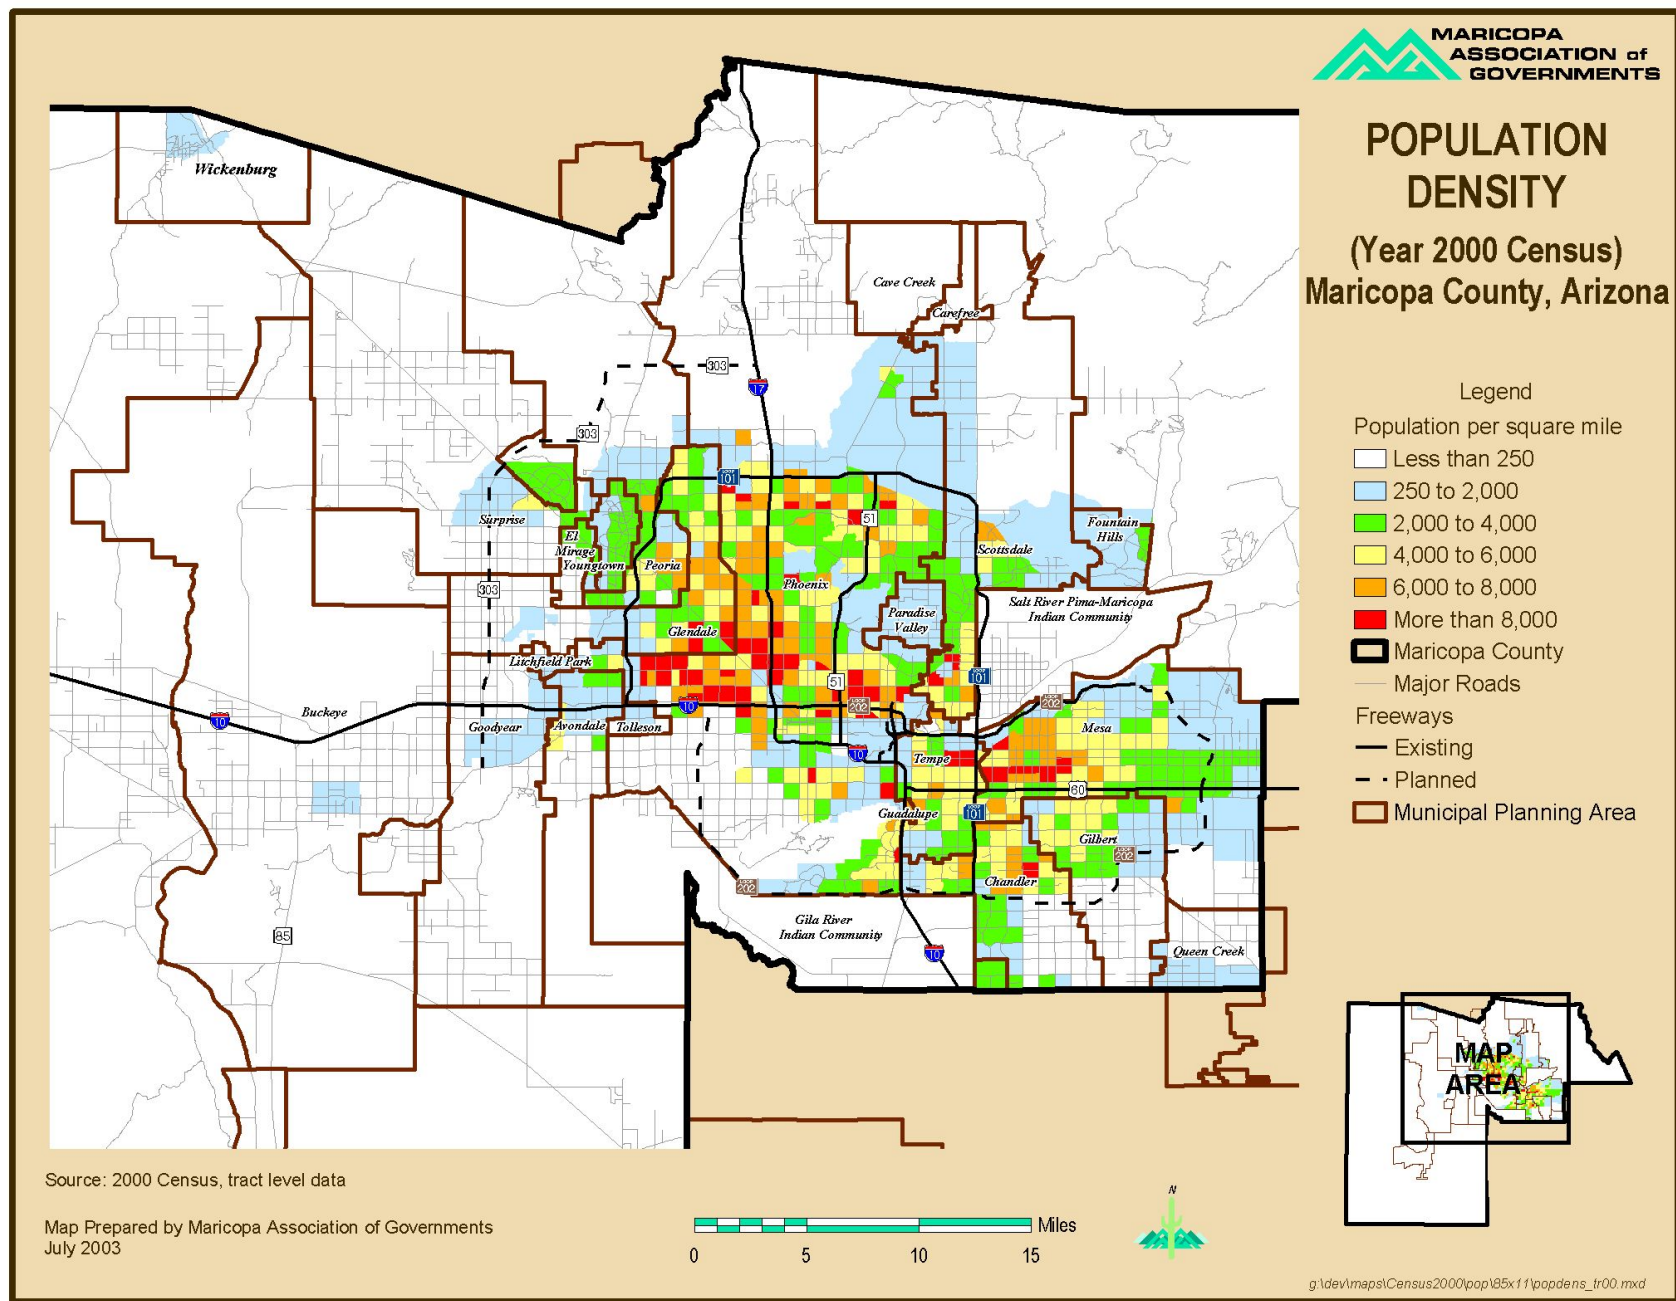 MARICOPA
ASSOCIATION of
GOVERNMENTS
POPULATION
DENSITY
(Year 2000 Census)
Maricopa County, Arizona
Legend
Population per square mile
Less than 250
250 to 2,000
2,000 to 4,000
4,000 to 6,000
6,000 to 8,000
More than 8,000
Maricopa County
Major Roads
Freeways
Existing
Planned
Municipal Planning Area
Wickenburg
Cave Creek
Carefree
303
17
303
LOOP
101
Surprise
51
Fountain
Hills
El
Mirage
Youngtown
Peoria
Scottsdale
303
Phoenix
Salt River Pima-Maricopa
Indian Community
Paradise
Valley
Glendale
Litchfield Park
LOOP
101
51
LOOP
202
LOOP
202
10
10
Buckeye
Goodyear
Avondale
Tolleson
Mesa
10
Tempe
60
Guadalupe
LOOP
101
Gilbert
LOOP
202
LOOP
202
Chandler
Gila River
Indian Community
85
10
Queen Creek
MAP
AREA
Source: 2000 Census, tract level data
Map Prepared by Maricopa Association of Governments
July 2003
Miles
0 5 10 15
N
g:\dev\maps\Census2000\pop\85x11\popdens_tr00.mxd